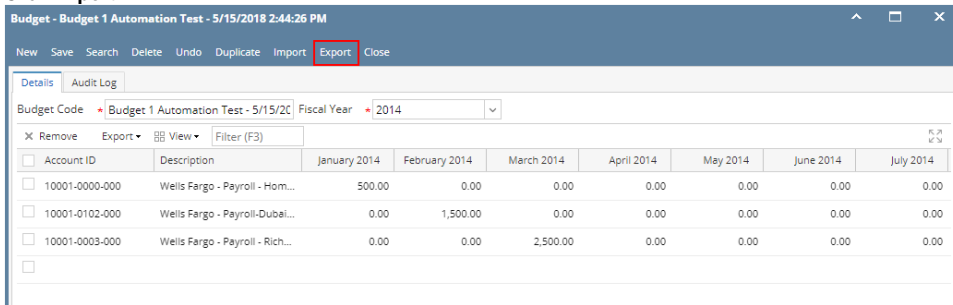 Budget - Budget 1 Automation Test - 5/15/2018 2:44:26 PM
New Save Search Delete Undo Duplicate Import Export Close
Details Audit Log
Budget Code * Budget 1 Automation Test - 5/15/20 Fiscal Year * 2014
Remove Export View Filter (F3)
Account ID Description January 2014 February 2014 March 2014 April 2014 May 2014 June 2014 July 2014
10001-0000-000 Wells Fargo - Payroll - Hom... 500.00 0.00 0.00 0.00 0.00 0.00 0.00
10001-0102-000 Wells Fargo - Payroll-Dubai... 0.00 1,500.00 0.00 0.00 0.00 0.00 0.00
10001-0003-000 Wells Fargo - Payroll - Rich... 0.00 0.00 2,500.00 0.00 0.00 0.00 0.00